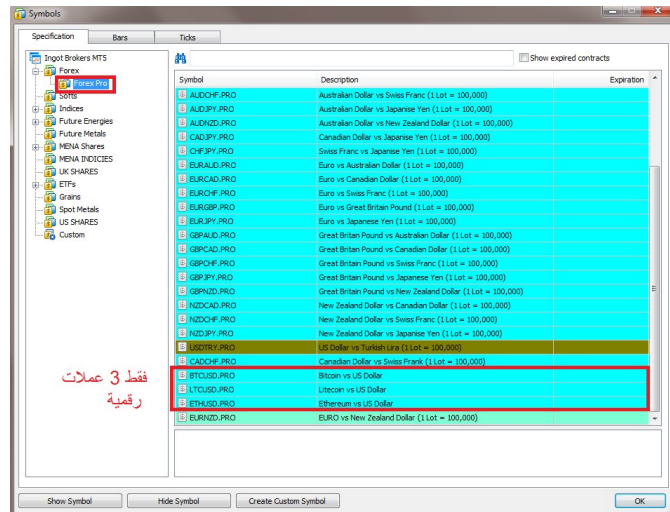 Symbols
Specification Bars Ticks
Ingot Brokers MT5
Forex
Forex Pro
Softs
Indices
Future Energies
Future Metals
MENA Shares
MENA INDICIES
UK SHARES
ETFs
Grains
Spot Metals
US SHARES
Custom
Show expired contracts
Symbol Description Expiration
AUDCHF.PRO Australian Dollar vs Swiss Franc (1 Lot = 100,000)
AUDJPY.PRO Australian Dollar vs Japanise Yen (1 Lot = 100,000)
AUDNZD.PRO Australian Dollar vs New Zealand Dollar (1 Lot = 100,000)
CADJPY.PRO Canadian Dollar vs Japanise Yen (1 Lot = 100,000)
CHFJPY.PRO Swiss Franc vs Japanise Yen (1 Lot = 100,000)
EURAUD.PRO Euro vs Australian Dollar (1 Lot = 100,000)
EURCAD.PRO Euro vs Canadian Dollar (1 Lot = 100,000)
EURCHF.PRO Euro vs Swiss Franc (1 Lot = 100,000)
EURGBP.PRO Euro vs Great Britain Pound (1 Lot = 100,000)
EURJPY.PRO Euro vs Japanese Yen (1 Lot = 100,000)
GBPAUD.PRO Great Britan Pound vs Australian Dollar (1 Lot = 100,000)
GBPCAD.PRO Great Britan Pound vs Canadian Dollar (1 Lot = 100,000)
GBPCHF.PRO Great Britan Pound vs Swiss Franc (1 Lot = 100,000)
GBPJPY.PRO Great Britan Pound vs Japanese Yen (1 Lot = 100,000)
GBPNZD.PRO Great Britan Pound vs New Zealand Dollar (1 Lot = 100,000)
NZDCAD.PRO New Zealand Dollar vs Canadian Dollar (1 Lot = 100,000)
NZDCHF.PRO New Zealand Dollar vs Swiss Franc (1 Lot = 100,000)
NZDJPY.PRO New Zealand Dollar vs Japanise Yen (1 Lot = 100,000)
USDTRY.PRO US Dollar vs Turkish Lira (1 Lot = 100,000)
CADCHF.PRO Canadian Dollar vs Swiss Frank (1 Lot = 100,000)
BTCUSD.PRO Bitcoin vs US Dollar
LTCUSD.PRO Litecoin vs US Dollar
ETHUSD.PRO Ethereum vs US Dollar
EURNZD.PRO EURO vs New Zealand Dollar (1 Lot = 100,000)
فقط 3 عملات
رقمية
Show Symbol Hide Symbol Create Custom Symbol OK